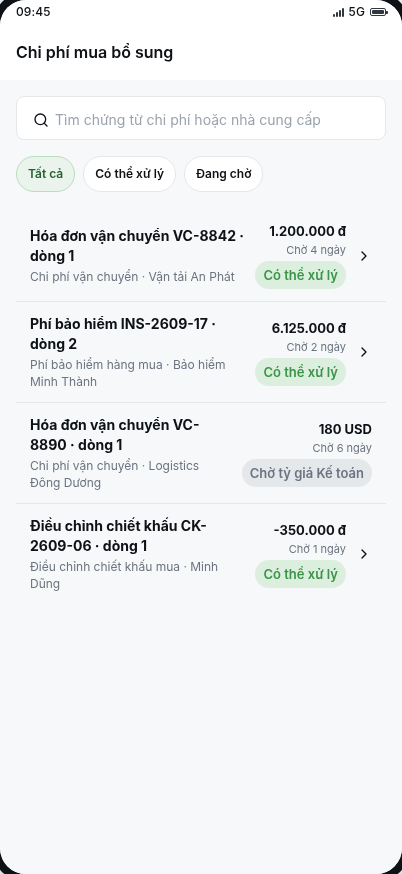 09:45
5G
Chi phí mua bổ sung
Tìm chứng từ chi phí hoặc nhà cung cấp
Tất cả
Có thể xử lý
Đang chờ
Hóa đơn vận chuyển VC-8842 ·
dòng 1
Chi phí vận chuyển · Vận tải An Phát
1.200.000 đ
Chờ 4 ngày
Có thể xử lý
Phí bảo hiểm INS-2609-17 ·
dòng 2
Phí bảo hiểm hàng mua · Bảo hiểm
Minh Thành
6.125.000 đ
Chờ 2 ngày
Có thể xử lý
Hóa đơn vận chuyển VC-
8890 · dòng 1
Chi phí vận chuyển · Logistics
Đông Dương
180 USD
Chờ 6 ngày
Chờ tỷ giá Kế toán
Điều chỉnh chiết khấu CK-
2609-06 · dòng 1
Điều chỉnh chiết khấu mua · Minh
Dũng
-350.000 đ
Chờ 1 ngày
Có thể xử lý